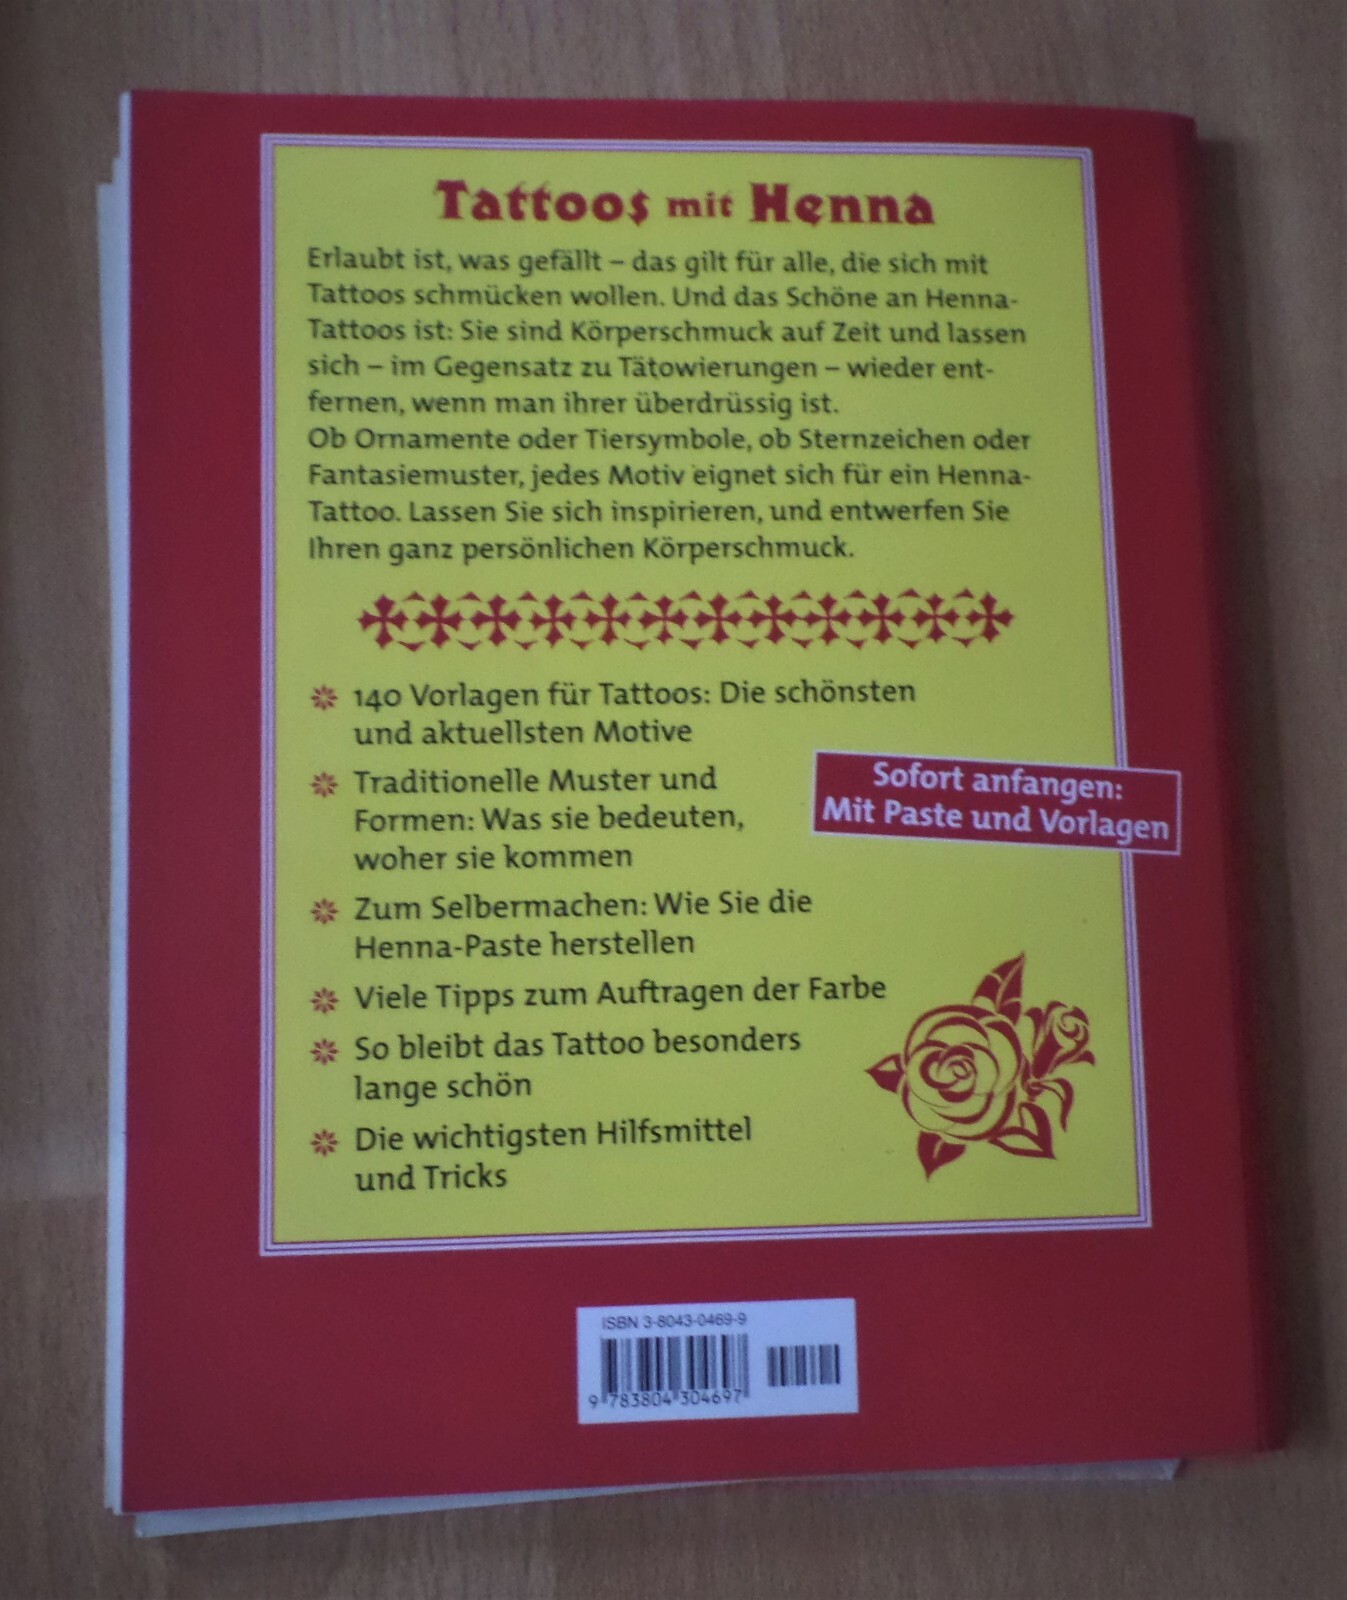 Tattoos mit Henna
Erlaubt ist, was gefällt – das gilt für alle, die sich mit
Tattoos schmücken wollen. Und das Schöne an Henna-
Tattoos ist: Sie sind Körperschmuck auf Zeit und lassen
sich – im Gegensatz zu Tätowierungen – wieder ent-
fernen, wenn man ihrer überdrüssig ist.
Ob Ornamente oder Tiersymbole, ob Sternzeichen oder
Fantasiemuster, jedes Motiv eignet sich für ein Henna-
Tattoo. Lassen Sie sich inspirieren, und entwerfen Sie
Ihren ganz persönlichen Körperschmuck.
140 Vorlagen für Tattoos: Die schönsten
und aktuellsten Motive
Traditionelle Muster und
Formen: Was sie bedeuten,
woher sie kommen
Sofort anfangen:
Mit Paste und Vorlagen
Zum Selbermachen: Wie Sie die
Henna-Paste herstellen
Viele Tipps zum Auftragen der Farbe
So bleibt das Tattoo besonders
lange schön
Die wichtigsten Hilfsmittel
und Tricks
ISBN 3-8043-0469-9
9 783804 304697